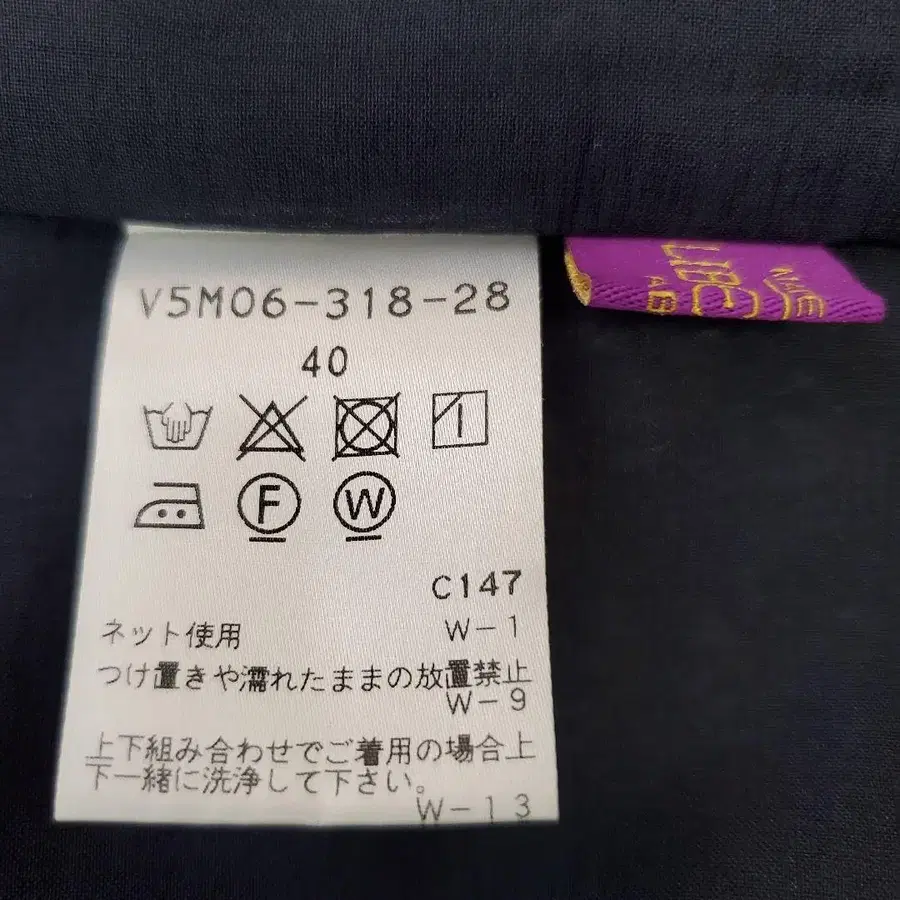 V5M06-318-28
40
F
W
C147
ネット使用
W-1
つけ置きや濡れたままの放置禁止
W-9
上下組み合わせでご着用の場合上
下一緒に洗浄して下さい。
W-13